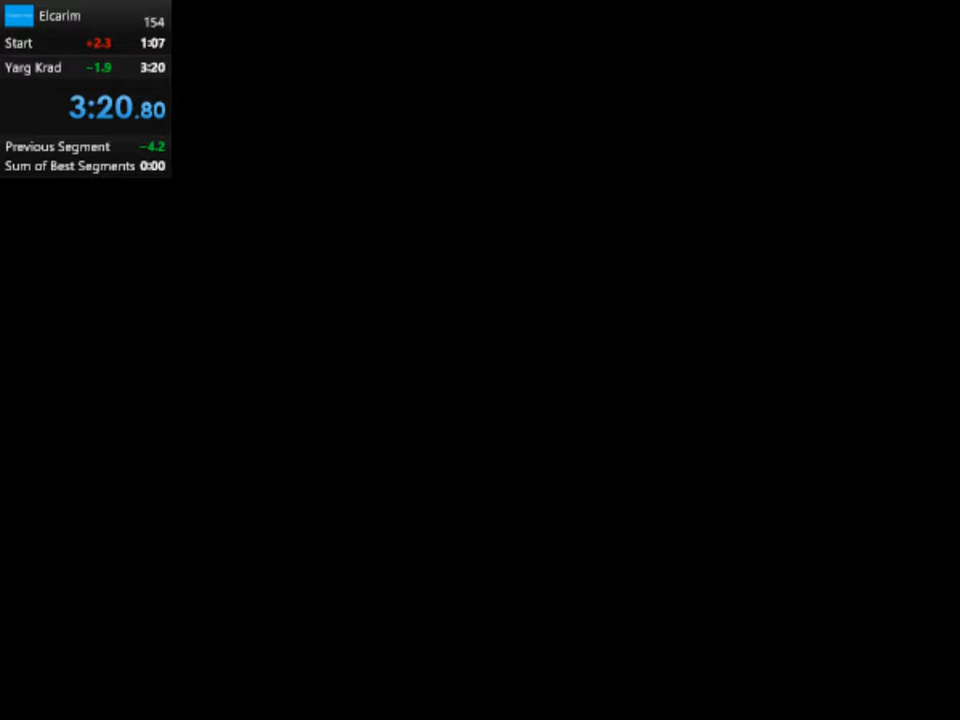 Elcarim
154
Start +2.3 1:07
Yarg Krad −1.9 3:20
3:20.80
Previous Segment −4.2
Sum of Best Segments 0:00